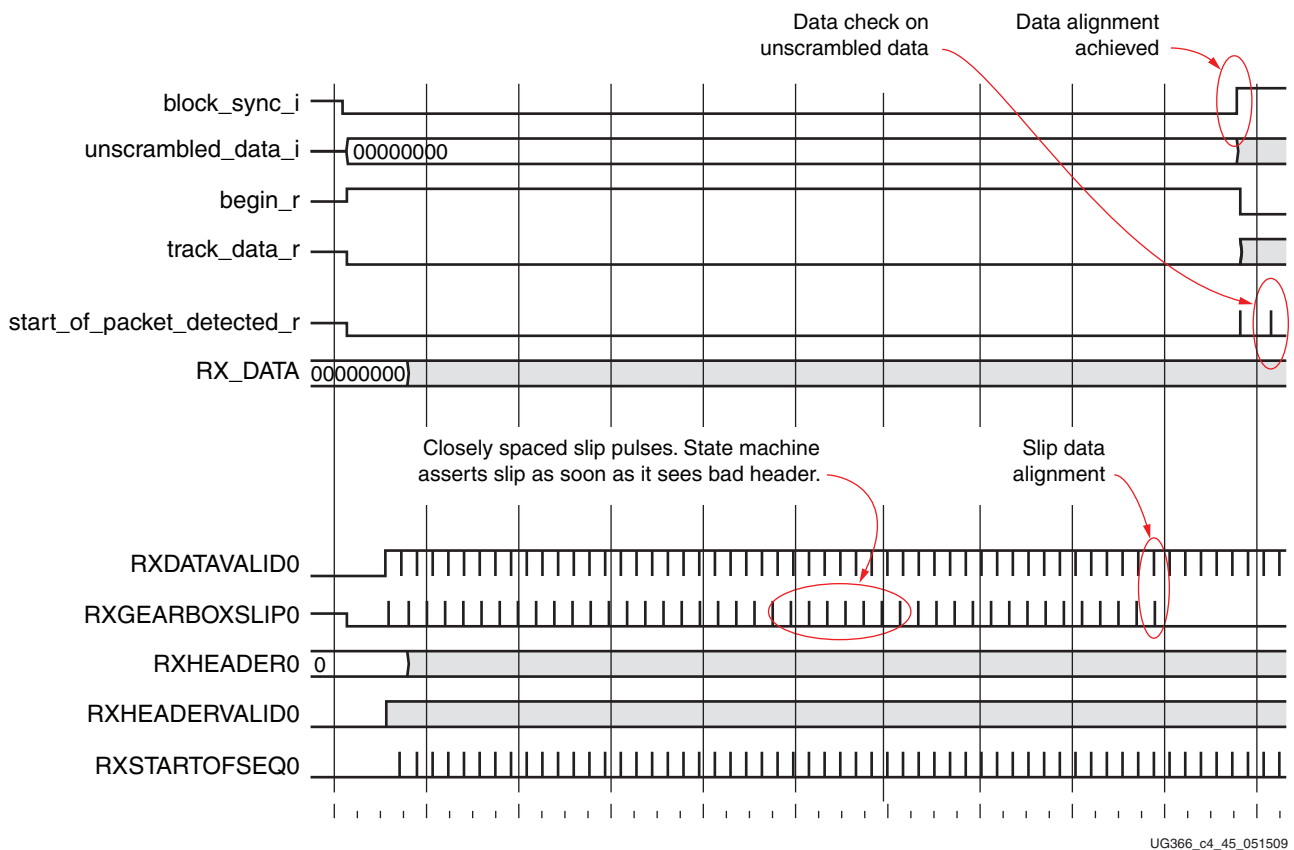 Data check on
unscrambled data
Data alignment
achieved
block_sync_i
unscrambled_data_i
00000000
begin_r
track_data_r
start_of_packet_detected_r
RX_DATA
00000000
Closely spaced slip pulses. State machine
asserts slip as soon as it sees bad header.
Slip data
alignment
RXDATAVALID0
RXGEARBOXSLIP0
RXHEADER0
0
RXHEADERVALID0
RXSTARTOFSEQ0
UG366_c4_45_051509